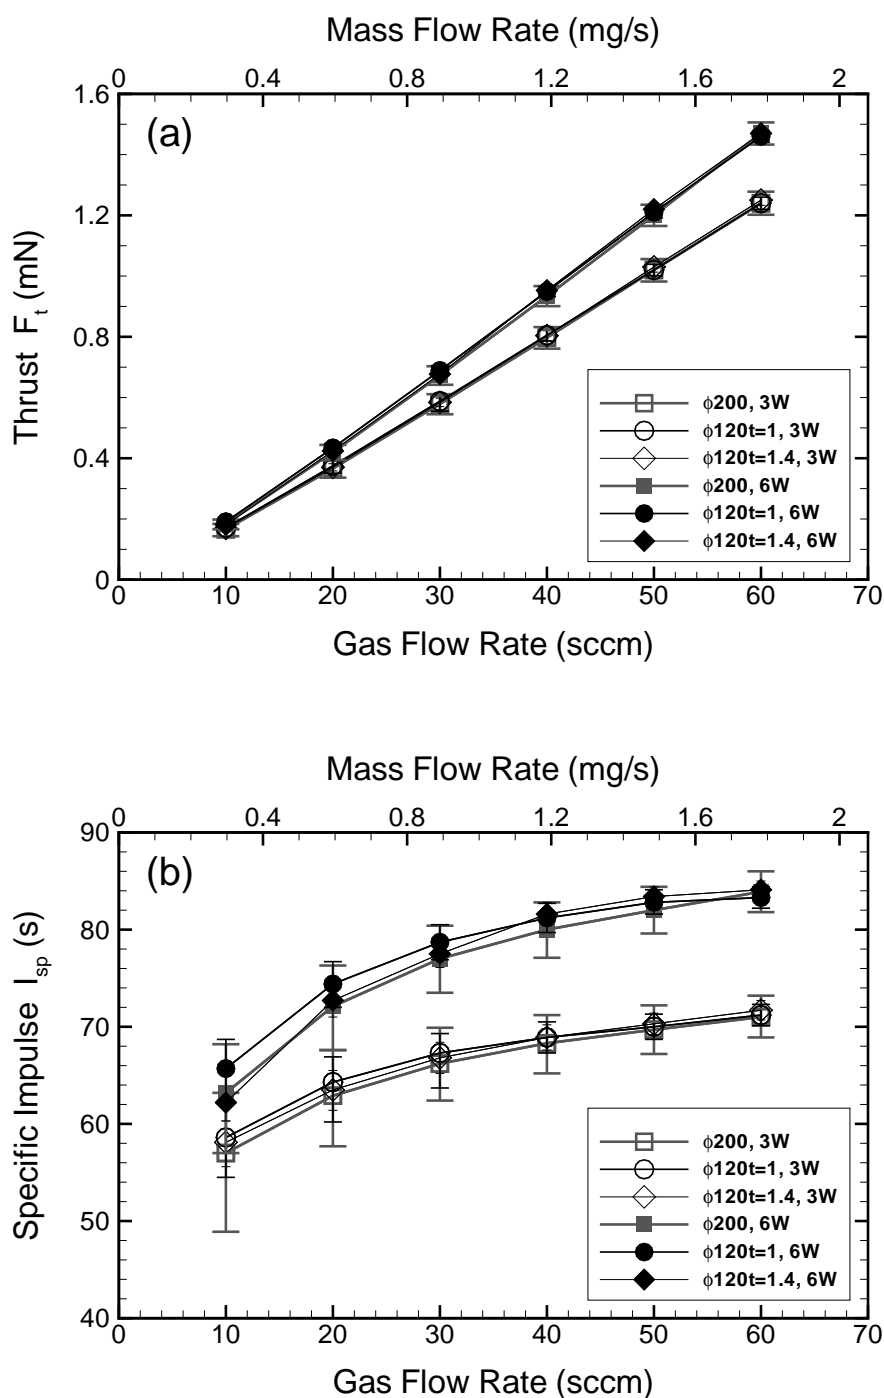 Mass Flow Rate (mg/s)
0 0.4 0.8 1.2 1.6 2
1.6
(a)
1.2
Thrust F_t (mN)
0.8
ϕ200, 3W
ϕ120t=1, 3W
0.4
ϕ120t=1.4, 3W
ϕ200, 6W
ϕ120t=1, 6W
ϕ120t=1.4, 6W
0
0 10 20 30 40 50 60 70
Gas Flow Rate (sccm)
Mass Flow Rate (mg/s)
0 0.4 0.8 1.2 1.6 2
90
(b)
80
Specific Impulse I_sp (s)
70
60
ϕ200, 3W
ϕ120t=1, 3W
ϕ120t=1.4, 3W
50
ϕ200, 6W
ϕ120t=1, 6W
ϕ120t=1.4, 6W
40
0 10 20 30 40 50 60 70
Gas Flow Rate (sccm)